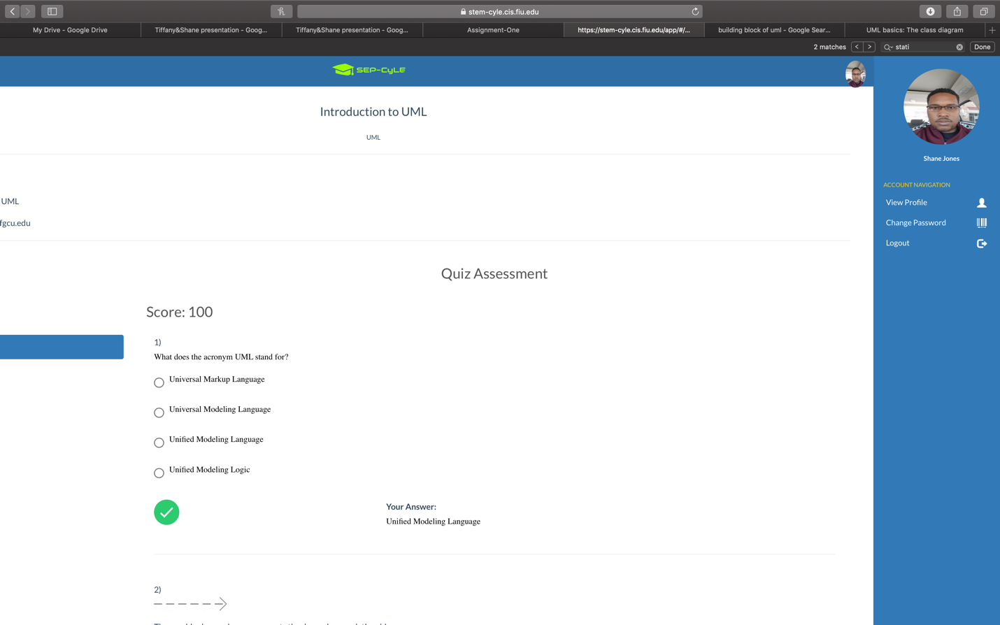 stem-cyle.cis.fiu.edu
My Drive - Google Drive
Tiffany&Shane presentation - Goog...
Tiffany&Shane presentation - Goog...
Assignment-One
https://stem-cyle.cis.fiu.edu/app/#/...
building block of uml - Google Sear...
UML basics: The class diagram
2 matches
stati
Done
SEP-CyLE
Introduction to UML
UML
Shane Jones
ACCOUNT NAVIGATION
View Profile
Change Password
Logout
UML
fgcu.edu
Quiz Assessment
Score: 100
1)
What does the acronym UML stand for?
Universal Markup Language
Universal Modeling Language
Unified Modeling Language
Unified Modeling Logic
Your Answer:
Unified Modeling Language
2)